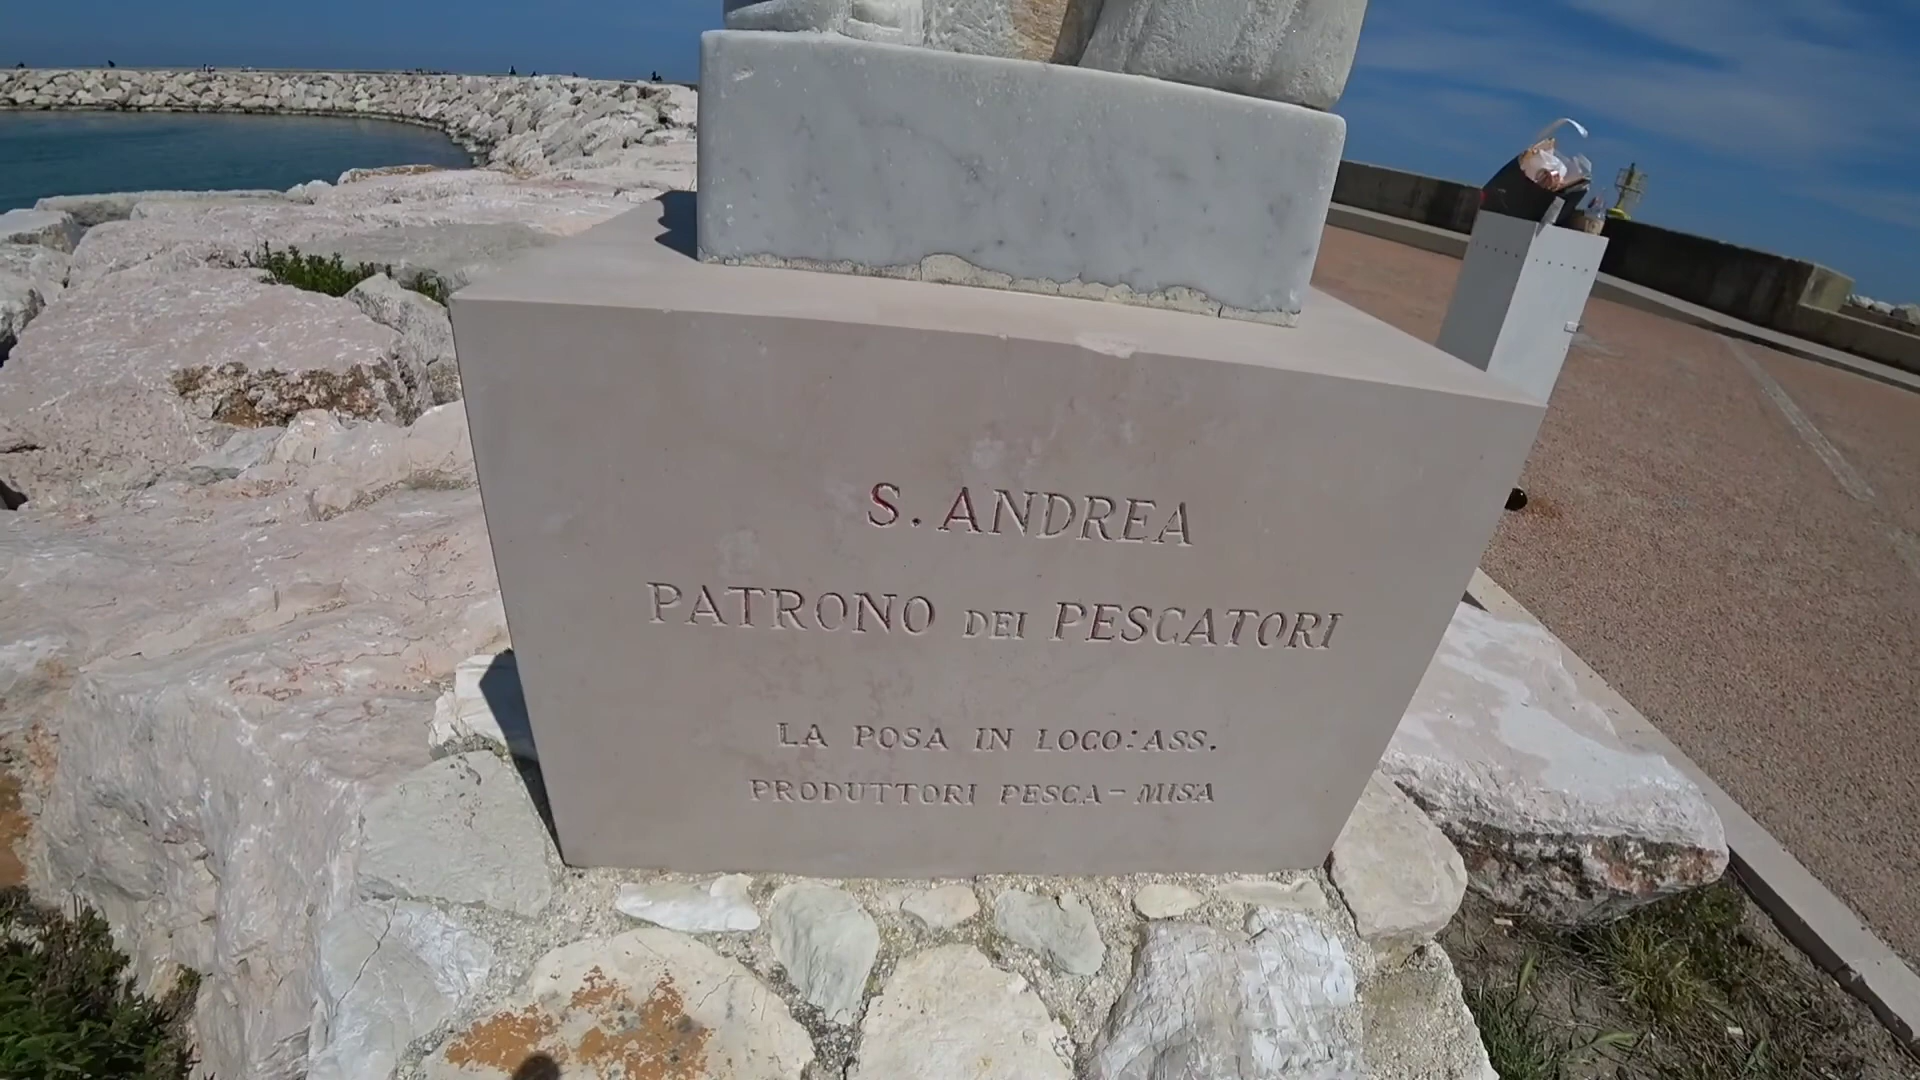 S. ANDREA
PATRONO DEI PESCATORI
LA POSA IN LOCO: ASS.
PRODUTTORI PESCA - MISA